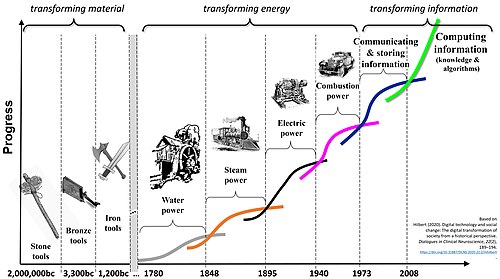 transforming material
transforming energy
transforming information
Progress
Communicating
& storing
information
Computing
information
(knowledge &
algorithms)
Combustion
power
Electric
power
Steam
power
Water
power
Iron
tools
Bronze
tools
Stone
tools
Based on
Hilbert (2020). Digital technology and social
change: The digital transformation of
society from a historical perspective.
Dialogues in Clinical Neuroscience, 22(2),
189–194.
2,000,000bc 3,300bc 1,200bc ... 1780 1848 1895 1940 1973 2008